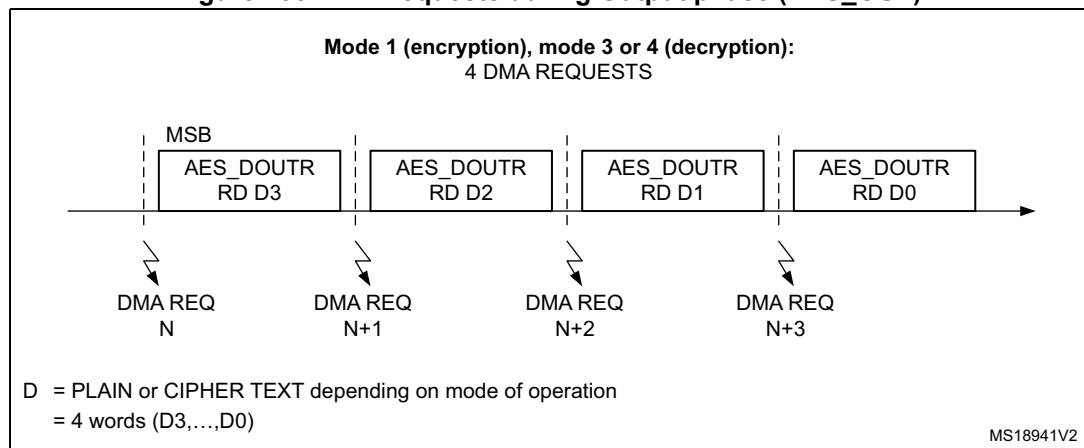 Mode 1 (encryption), mode 3 or 4 (decryption):
4 DMA REQUESTS
MSB
AES_DOUTR
RD D3
AES_DOUTR
RD D2
AES_DOUTR
RD D1
AES_DOUTR
RD D0
DMA REQ
N
DMA REQ
N+1
DMA REQ
N+2
DMA REQ
N+3
D = PLAIN or CIPHER TEXT depending on mode of operation
= 4 words (D3,…,D0)
MS18941V2